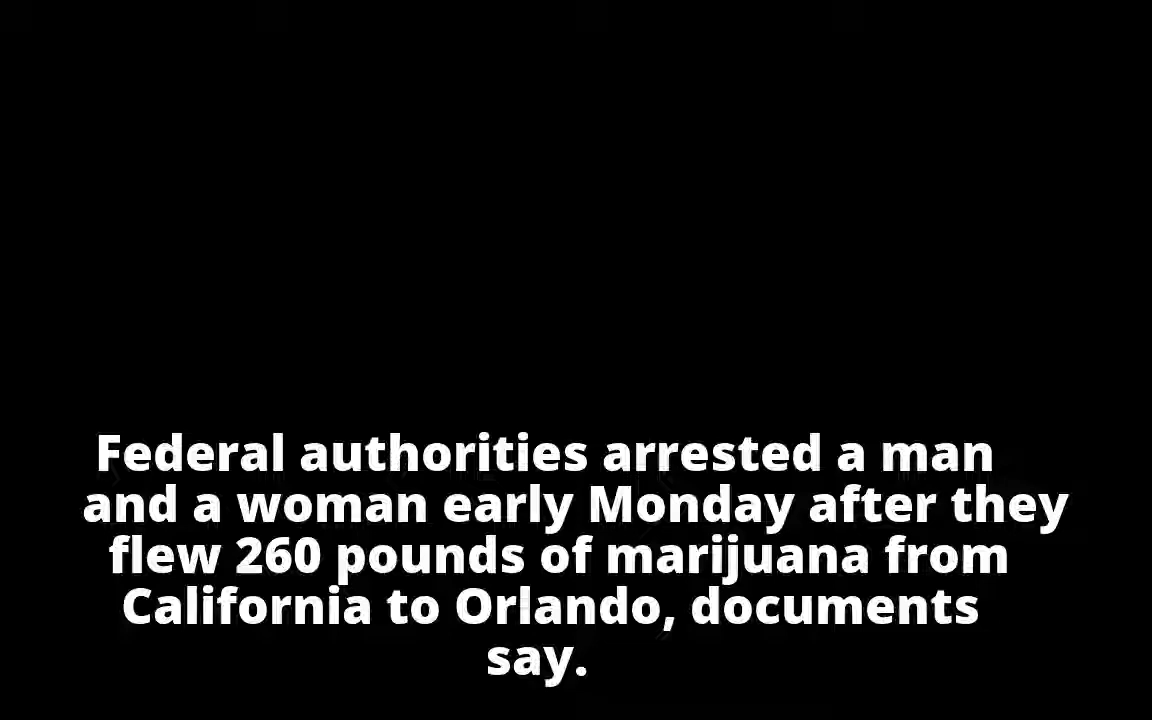 Federal authorities arrested a man
and a woman early Monday after they
flew 260 pounds of marijuana from
California to Orlando, documents
say.